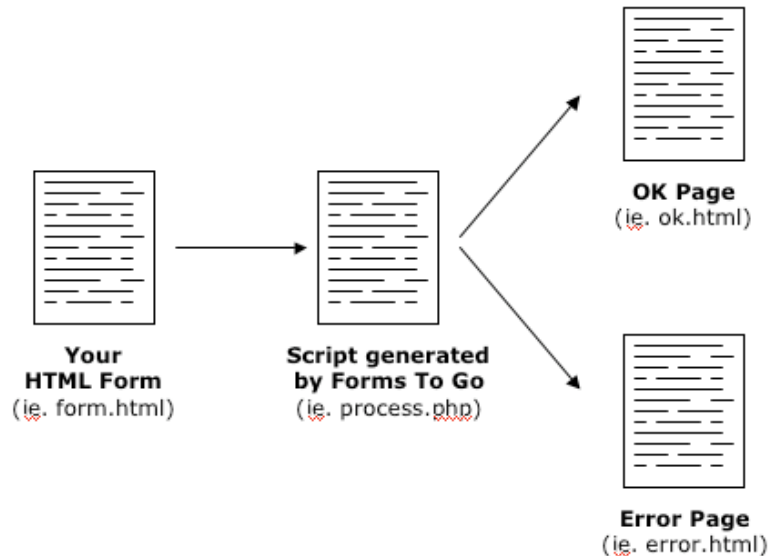 OK Page
(ie. ok.html)
Your
HTML Form
(ie. form.html)
Script generated
by Forms To Go
(ie. process.php)
Error Page
(ie. error.html)